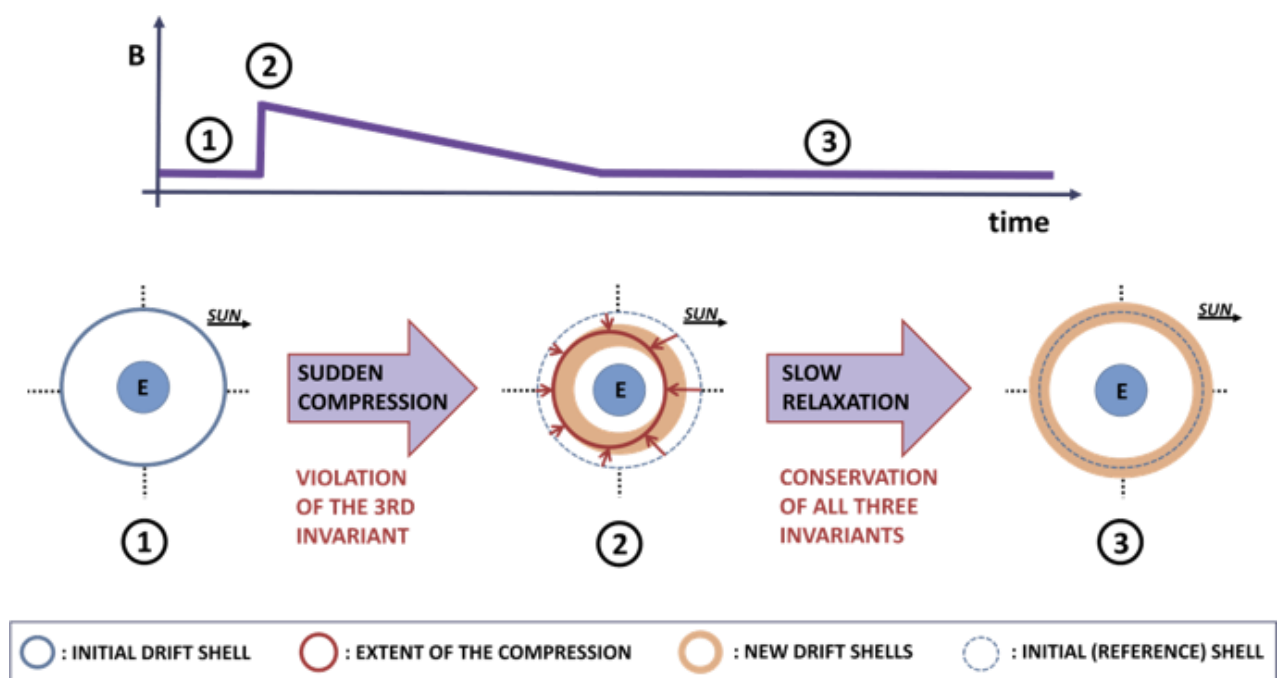 B
2
1
3
time
SUN
E
SUDDEN
COMPRESSION
VIOLATION
OF THE 3RD
INVARIANT
1
SUN
E
2
SLOW
RELAXATION
CONSERVATION
OF ALL THREE
INVARIANTS
SUN
E
3
: INITIAL DRIFT SHELL
: EXTENT OF THE COMPRESSION
: NEW DRIFT SHELLS
: INITIAL (REFERENCE) SHELL